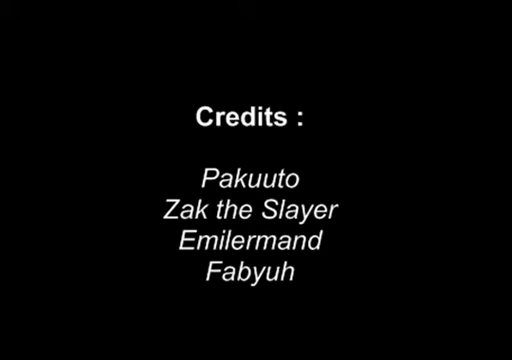 Credits :
Pakuuto
Zak the Slayer
Emilermand
Fabyuh